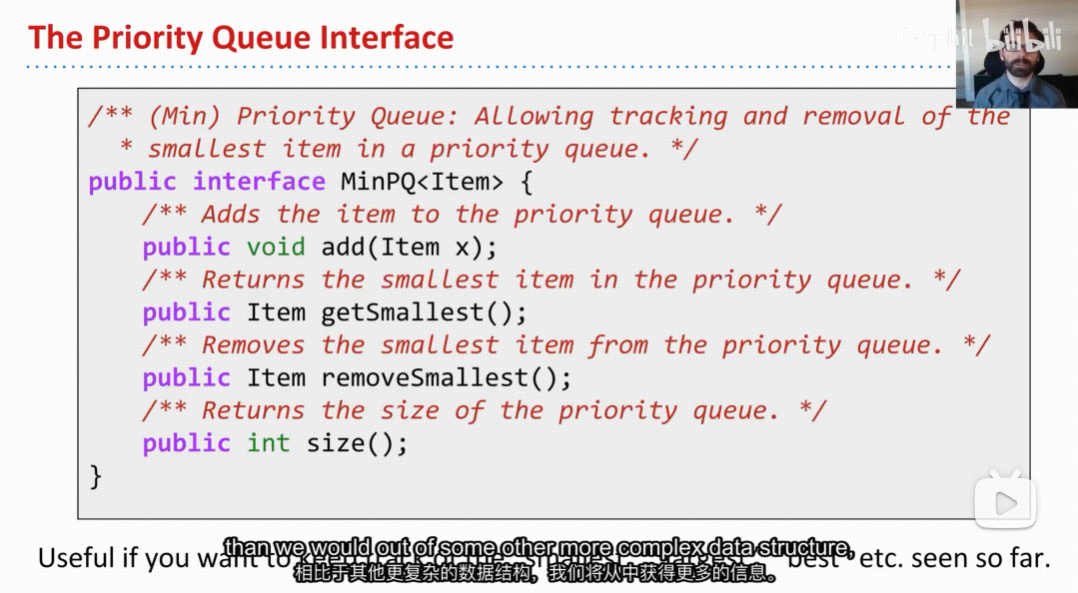 The Priority Queue Interface
bilibili
/** (Min) Priority Queue: Allowing tracking and removal of the
* smallest item in a priority queue. */
public interface MinPQ<Item> {
/** Adds the item to the priority queue. */
public void add(Item x);
/** Returns the smallest item in the priority queue. */
public Item getSmallest();
/** Removes the smallest item from the priority queue. */
public Item removeSmallest();
/** Returns the size of the priority queue. */
public int size();
}
than we would out of some other more complex data structure,
Useful if you want to "best" etc. seen so far.
相比于其他更复杂的数据结构，我们将从中获得更多的信息。